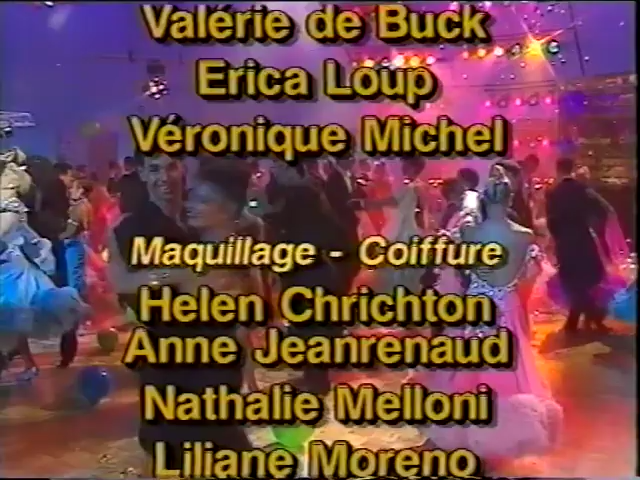 Valérie de Buck
Erica Loup
Véronique Michel
Maquillage - Coiffure
Helen Chrichton
Anne Jeanrenaud
Nathalie Melloni
Liliane Moreno